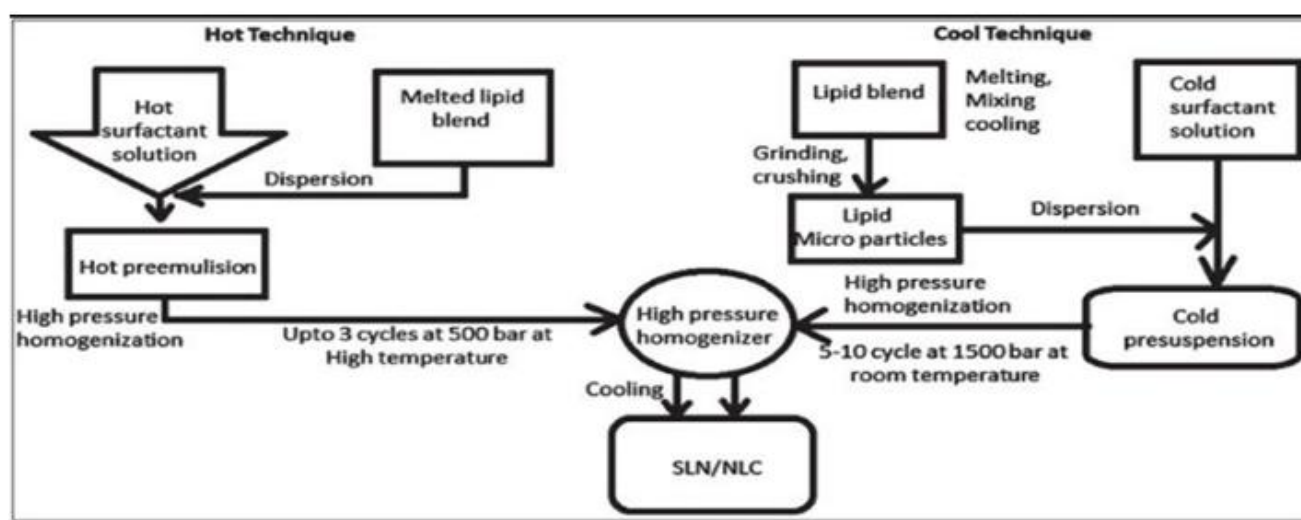 Hot Technique
Hot
surfactant
solution
Melted lipid
blend
Dispersion
Hot preemulision
High pressure
homogenization
Upto 3 cycles at 500 bar at
High temperature
Cool Technique
Lipid blend
Melting,
Mixing
cooling
Cold
surfactant
solution
Grinding,
crushing
Lipid
Micro particles
Dispersion
High pressure
homogenization
Cold
presuspension
5-10 cycle at 1500 bar at
room temperature
High pressure
homogenizer
Cooling
SLN/NLC